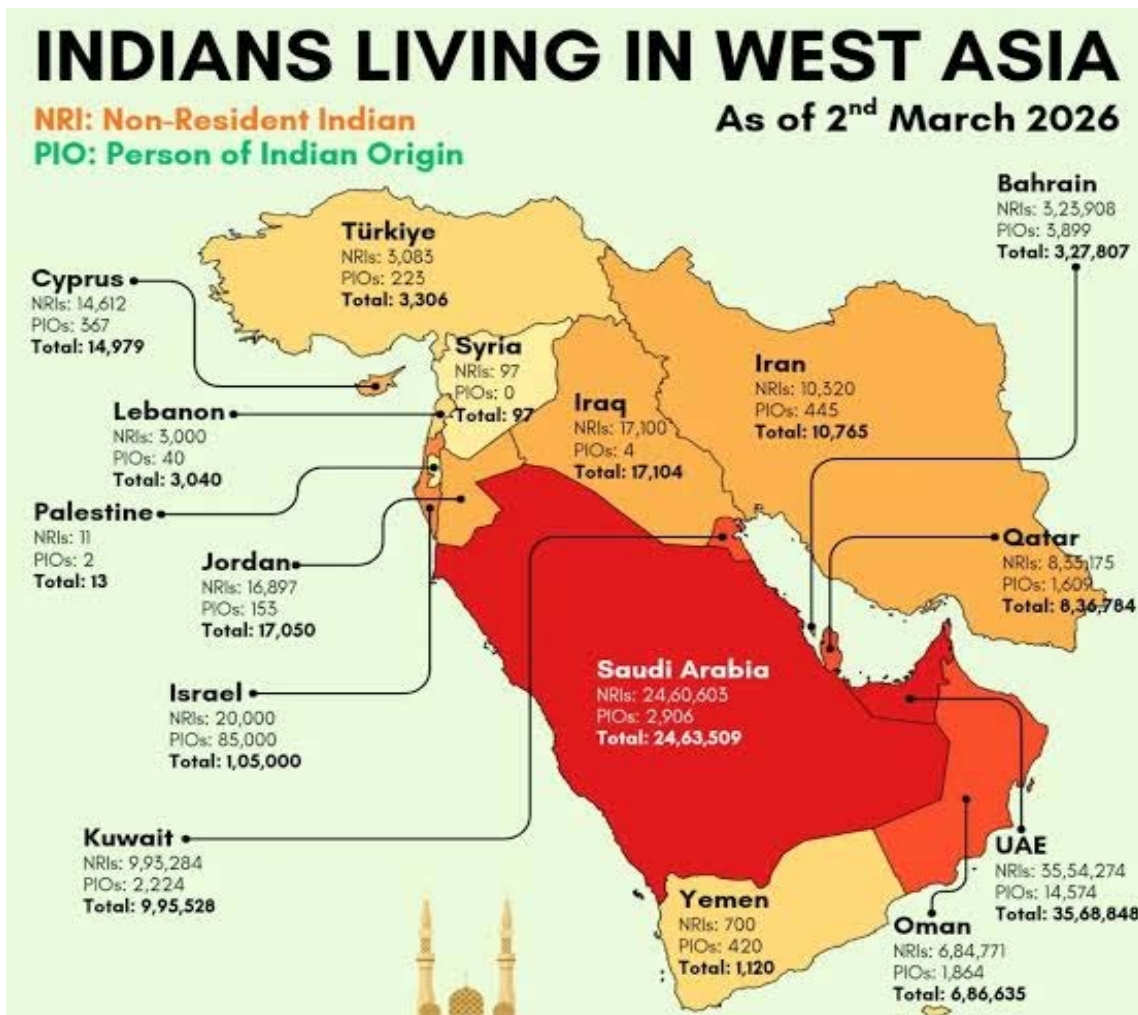 INDIANS LIVING IN WEST ASIA
NRI: Non-Resident Indian
PIO: Person of Indian Origin
As of 2nd March 2026
Bahrain
NRIs: 3,23,908
PIOs: 3,899
Total: 3,27,807
Türkiye
NRIs: 3,083
PIOs: 223
Total: 3,306
Cyprus
NRIs: 14,612
PIOs: 367
Total: 14,979
Syria
NRIs: 97
PIOs: 0
Total: 97
Iran
NRIs: 10,320
PIOs: 445
Total: 10,765
Iraq
NRIs: 17,100
PIOs: 4
Total: 17,104
Lebanon
NRIs: 3,000
PIOs: 40
Total: 3,040
Palestine
NRIs: 11
PIOs: 2
Total: 13
Jordan
NRIs: 16,897
PIOs: 153
Total: 17,050
Qatar
NRIs: 8,35,175
PIOs: 1,609
Total: 8,36,784
Saudi Arabia
NRIs: 24,60,603
PIOs: 2,906
Total: 24,63,509
Israel
NRIs: 20,000
PIOs: 85,000
Total: 1,05,000
Kuwait
NRIs: 9,93,284
PIOs: 2,224
Total: 9,95,528
UAE
NRIs: 35,54,274
PIOs: 14,574
Total: 35,68,848
Yemen
NRIs: 700
PIOs: 420
Total: 1,120
Oman
NRIs: 6,84,771
PIOs: 1,864
Total: 6,86,635